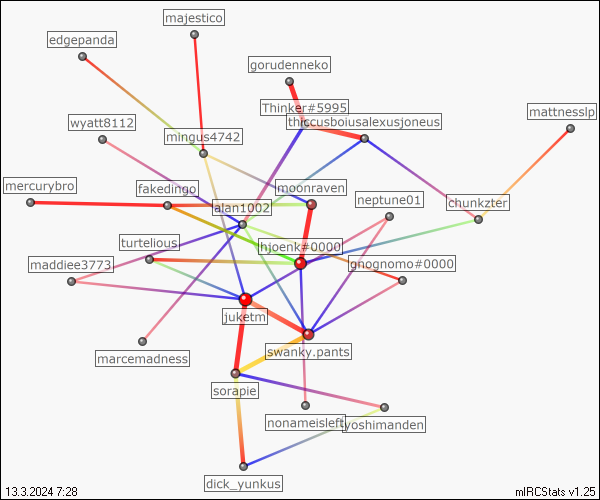 majestico
edgepanda
gorudenneko
Thinker#5995
mattnesslp
wyatt8112
thiccusboiusalexusjoneus
mingus4742
mercurybro
fakedingo
moonraven
neptune01
chunkzter
alan1002
turtelious
hjoenk#0000
maddiee3773
gnognomo#0000
juketm
marcemadness
swanky.pants
sorapie
nonameisleft
yoshimanden
dick_yunkus
13.3.2024 7:28
mIRCStats v1.25